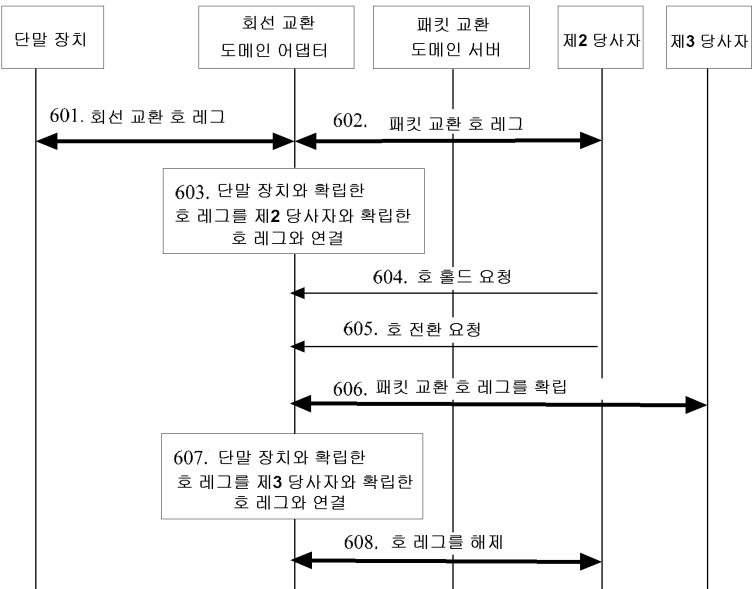 단말 장치
회선 교환
도메인 어댑터
패킷 교환
도메인 서버
제2 당사자
제3 당사자
601. 회선 교환 호 레그
602. 패킷 교환 호 레그
603. 단말 장치와 확립한
호 레그를 제2 당사자와 확립한
호 레그와 연결
604. 호 홀드 요청
605. 호 전환 요청
606. 패킷 교환 호 레그를 확립
607. 단말 장치와 확립한
호 레그를 제3 당사자와 확립한
호 레그와 연결
608. 호 레그를 해제